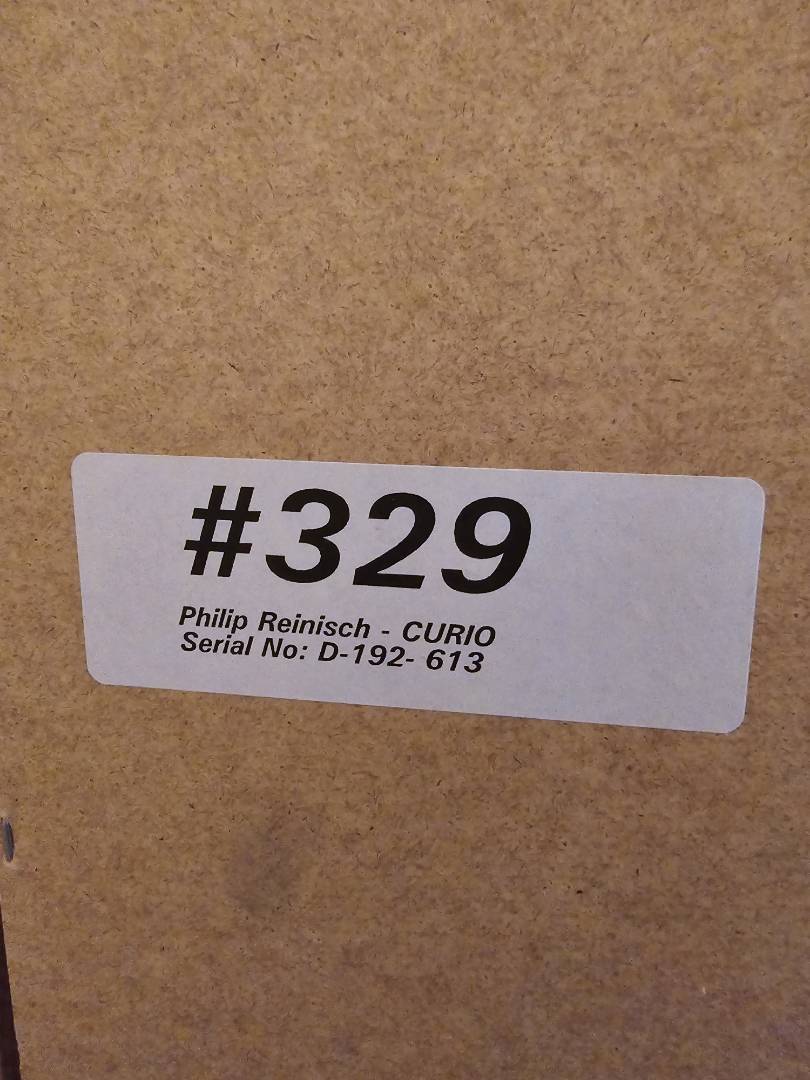 #329
Philip Reinisch - CURIO
Serial No: D-192- 613